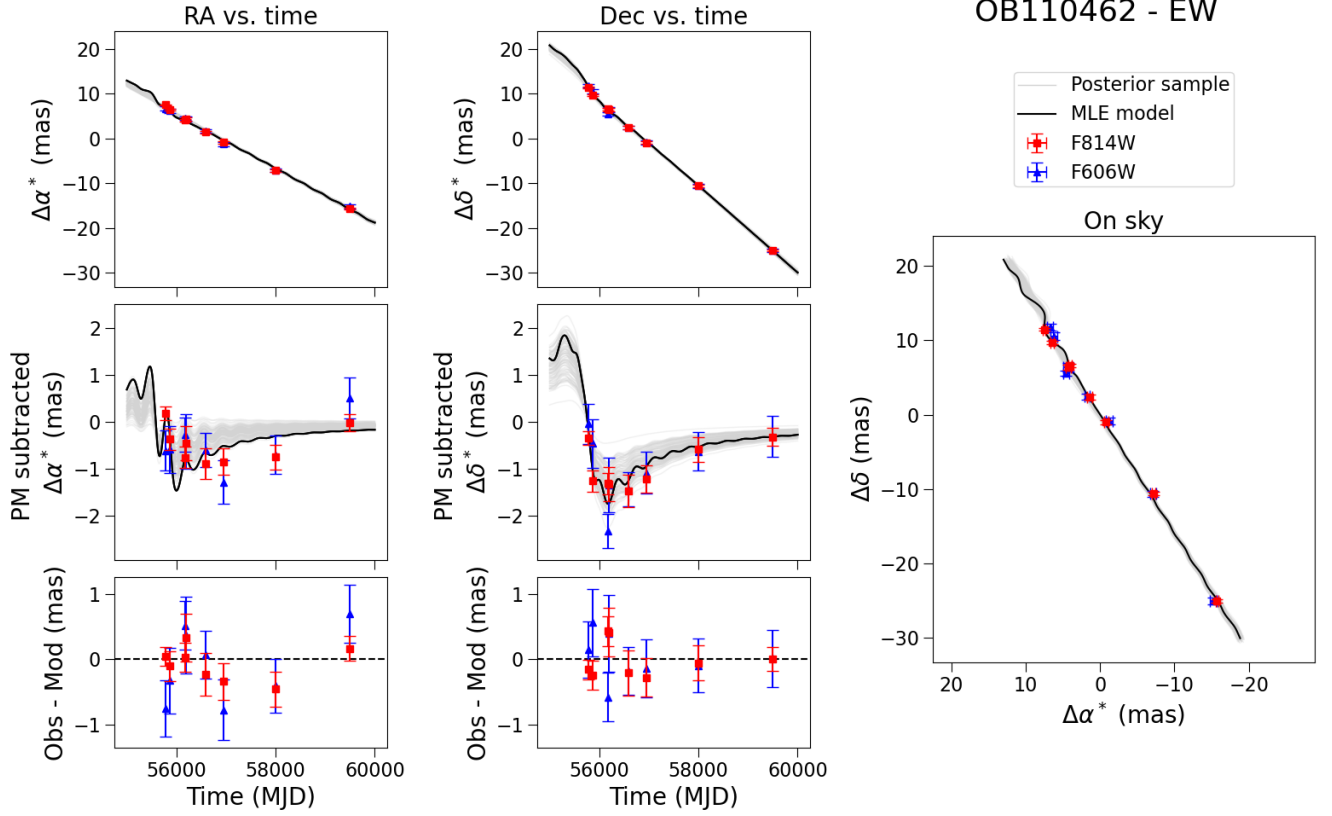 OB110462 - EW
RA vs. time
Dec vs. time
20
10
0
−10
−20
−30
Δα* (mas)
20
10
0
−10
−20
−30
Δδ* (mas)
Posterior sample
MLE model
F814W
F606W
2
1
0
−1
−2
PM subtracted
Δα* (mas)
2
1
0
−1
−2
PM subtracted
Δδ* (mas)
On sky
20
10
0
−10
−20
−30
Δδ (mas)
20
10
0
−10
−20
Δα* (mas)
1
0
−1
Obs - Mod (mas)
56000
58000
60000
Time (MJD)
1
0
−1
Obs - Mod (mas)
56000
58000
60000
Time (MJD)